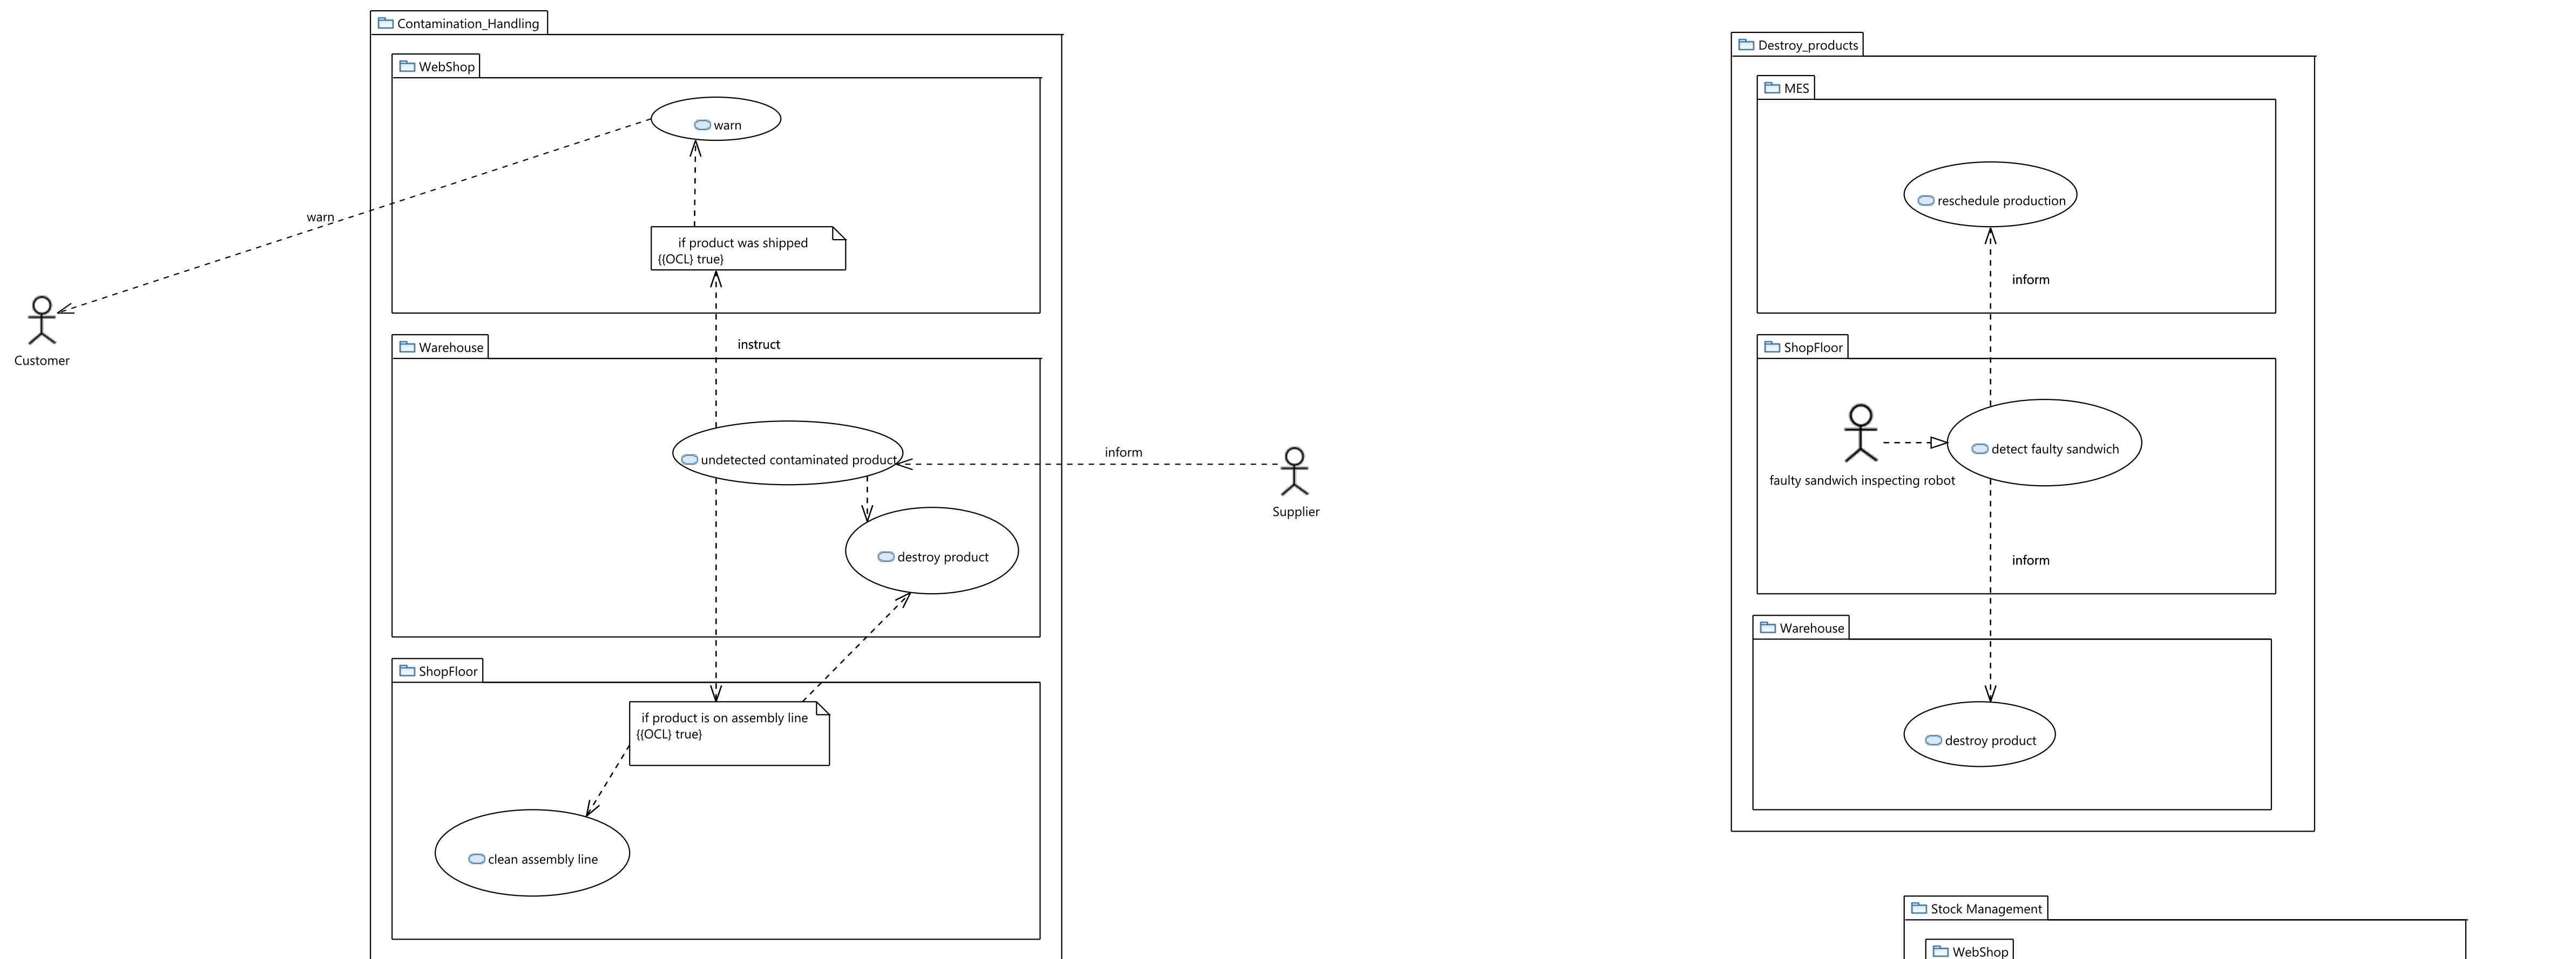 Contamination_Handling
WebShop
warn
warn
if product was shipped
{{OCL} true}
Customer
Warehouse
instruct
undetected contaminated product
inform
Supplier
destroy product
ShopFloor
if product is on assembly line
{{OCL} true}
clean assembly line
Destroy_products
MES
reschedule production
inform
ShopFloor
detect faulty sandwich
faulty sandwich inspecting robot
inform
Warehouse
destroy product
Stock Management
WebShop